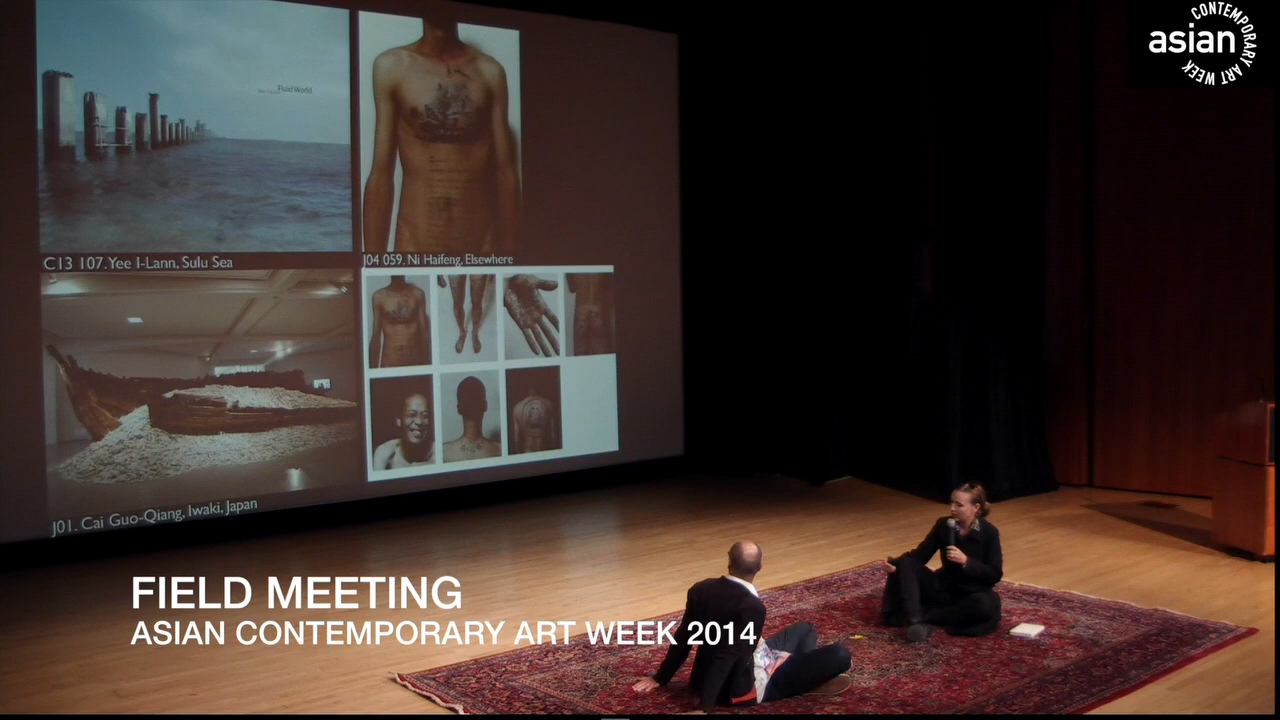 CONTEMPORARY ART WEEK
asian
Fluid World
C13 107. Yee I-Lann, Sulu Sea
J04 059. Ni Haifeng, Elsewhere
J01. Cai Guo-Qiang, Iwaki, Japan
FIELD MEETING
ASIAN CONTEMPORARY ART WEEK 2014